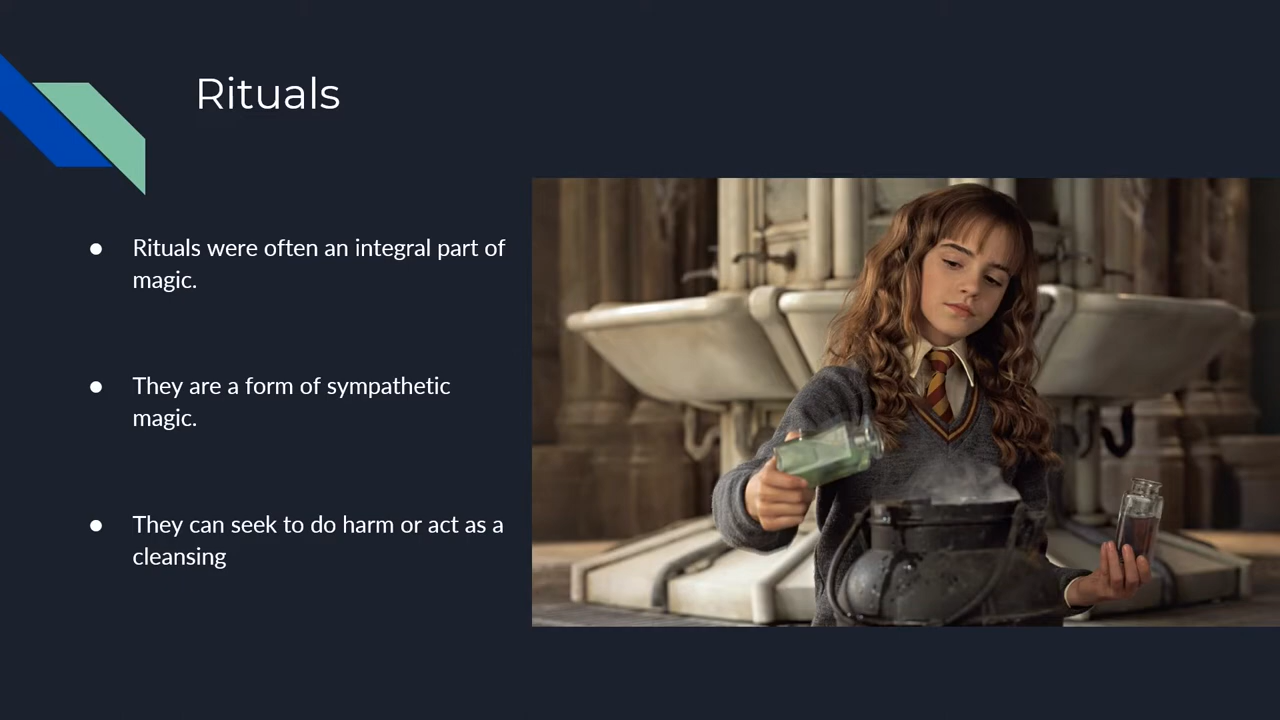 Rituals
● Rituals were often an integral part of
magic.
● They are a form of sympathetic
magic.
● They can seek to do harm or act as a
cleansing